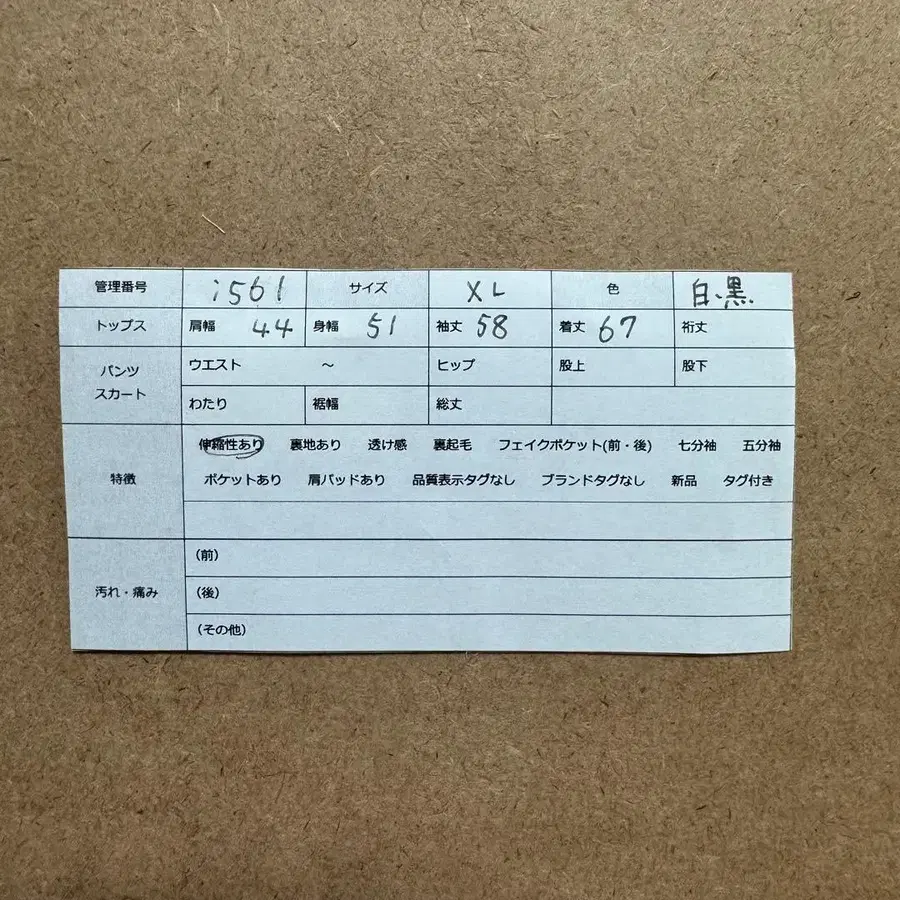 管理番号 i561 サイズ XL 色 白、黒
トップス 肩幅 44 身幅 51 袖丈 58 着丈 67 裄丈
パンツ スカート ウエスト ～ ヒップ 股上 股下
わたり 裾幅 総丈
特徴 伸縮性あり 裏地あり 透け感 裏起毛 フェイクポケット(前・後) 七分袖 五分袖
ポケットあり 肩パッドあり 品質表示タグなし ブランドタグなし 新品 タグ付き
汚れ・痛み (前)
(後)
(その他)